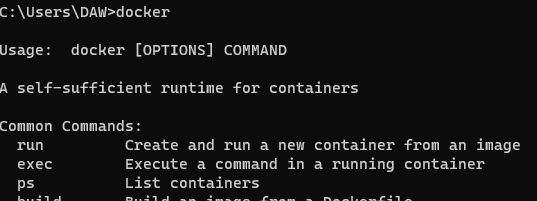 C:\Users\DAW>docker
Usage:  docker [OPTIONS] COMMAND
A self-sufficient runtime for containers
Common Commands:
  run         Create and run a new container from an image
  exec        Execute a command in a running container
  ps          List containers
  build       Build an image from a Dockerfile